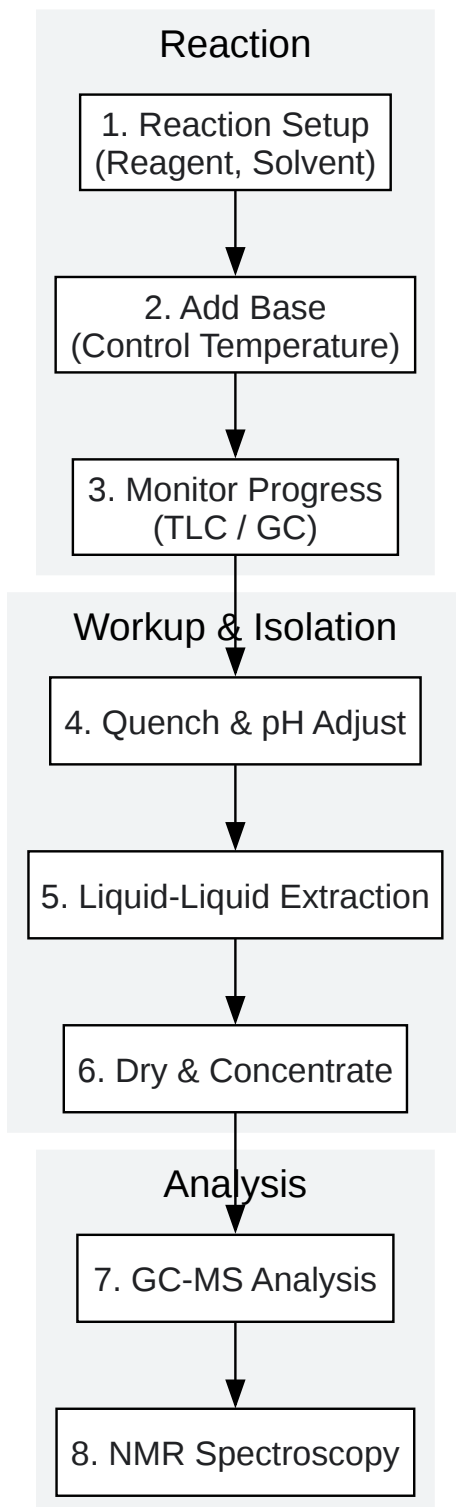 Reaction
1. Reaction Setup
(Reagent, Solvent)
2. Add Base
(Control Temperature)
3. Monitor Progress
(TLC / GC)
Workup & Isolation
4. Quench & pH Adjust
5. Liquid-Liquid Extraction
6. Dry & Concentrate
Analysis
7. GC-MS Analysis
8. NMR Spectroscopy